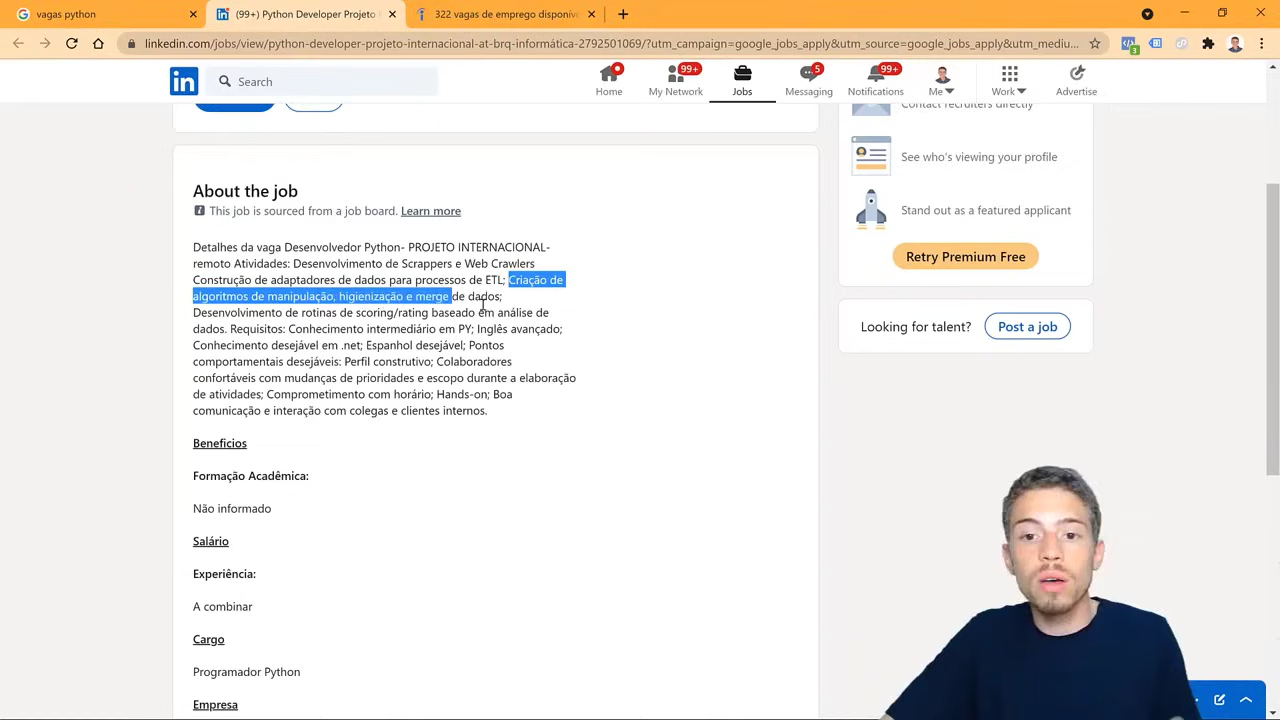 vagas python
(99+) Python Developer Projeto
322 vagas de emprego disponíve
linkedin.com/jobs/view/python-developer-projeto-internacional-at-brq-informática-2792501069/?utm_campaign=google_jobs_apply&utm_source=google_jobs_apply&utm_mediu...
3
in
Search
99+
5
99+
Home
My Network
Jobs
Messaging
Notifications
Me
Work
Advertise
Contact recruiters directly
See who's viewing your profile
Stand out as a featured applicant
Retry Premium Free
Looking for talent?
Post a job
About the job
This job is sourced from a job board. Learn more
Detalhes da vaga Desenvolvedor Python- PROJETO INTERNACIONAL-
remoto Atividades: Desenvolvimento de Scrappers e Web Crawlers
Construção de adaptadores de dados para processos de ETL; Criação de
algoritmos de manipulação, higienização e merge de dados;
Desenvolvimento de rotinas de scoring/rating baseado em análise de
dados. Requisitos: Conhecimento intermediário em PY; Inglês avançado;
Conhecimento desejável em .net; Espanhol desejável; Pontos
comportamentais desejáveis: Perfil construtivo; Colaboradores
confortáveis com mudanças de prioridades e escopo durante a elaboração
de atividades; Comprometimento com horário; Hands-on; Boa
comunicação e interação com colegas e clientes internos.
Beneficios
Formação Acadêmica:
Não informado
Salário
Experiência:
A combinar
Cargo
Programador Python
Empresa